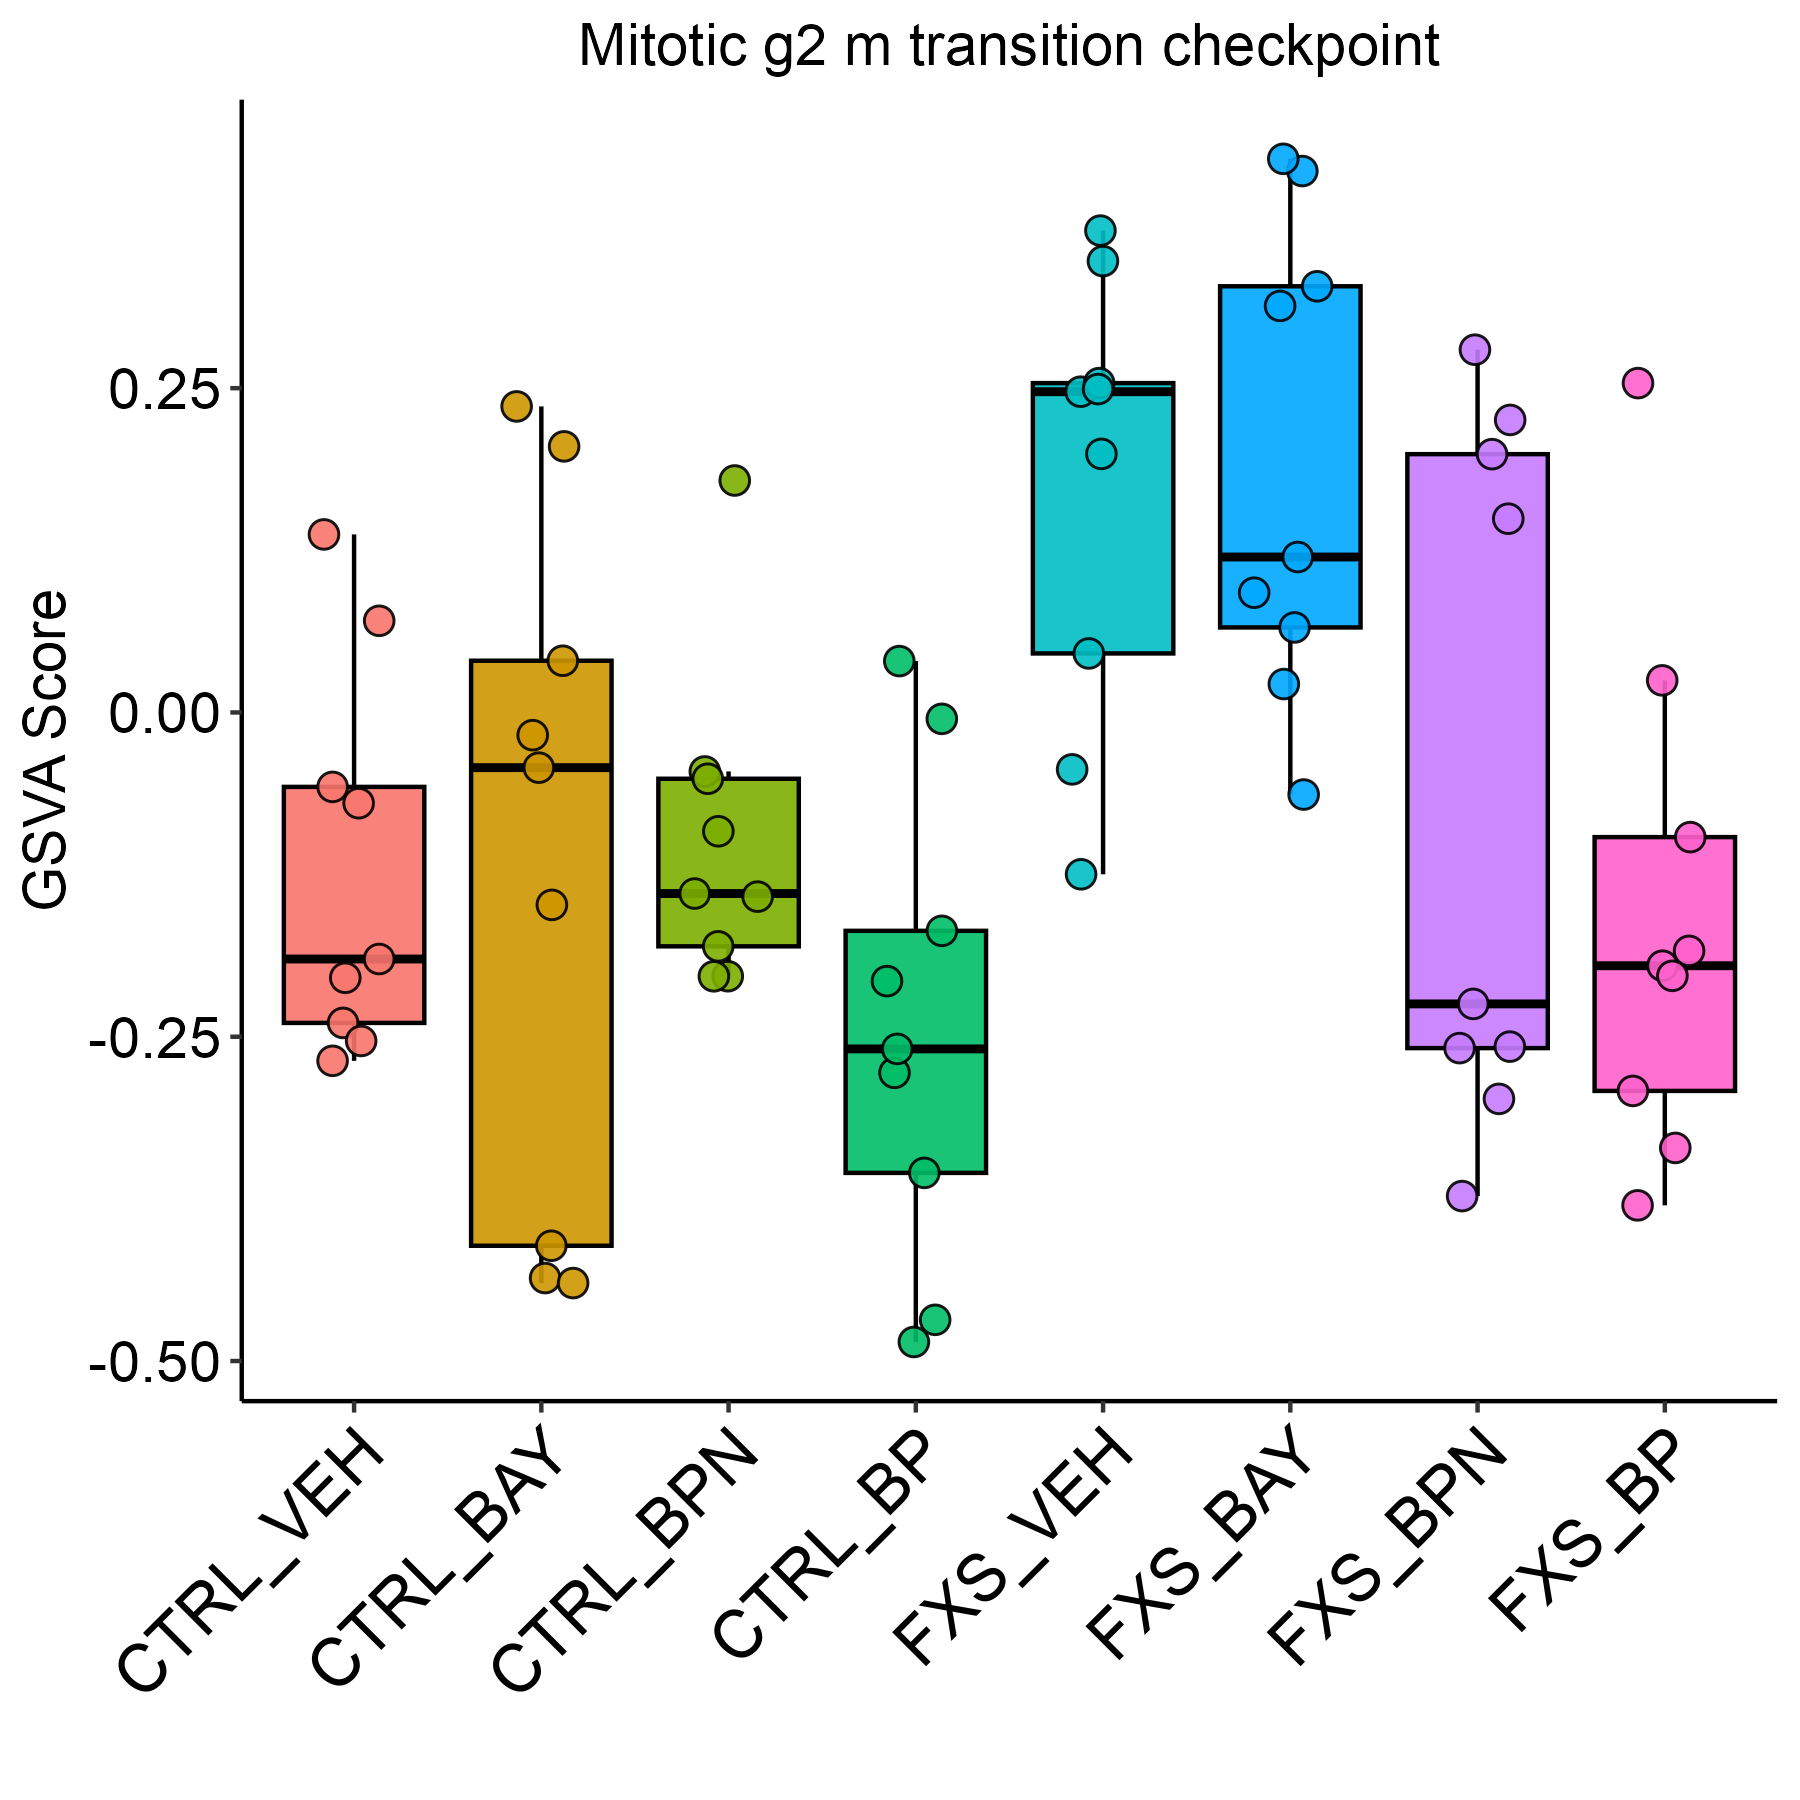 Mitotic g2 m transition checkpoint
GSVA Score
0.25
0.00
-0.25
-0.50
CTRL_VEH
CTRL_BAY
CTRL_BPN
CTRL_BP
FXS_VEH
FXS_BAY
FXS_BPN
FXS_BP